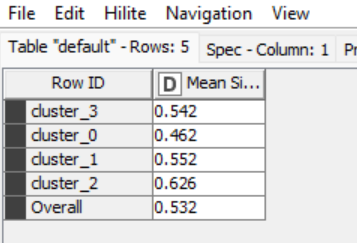 File Edit Hilite Navigation View
Table "default" - Rows: 5 Spec - Column: 1
Row ID D Mean Si...
cluster_3 0.542
cluster_0 0.462
cluster_1 0.552
cluster_2 0.626
Overall 0.532